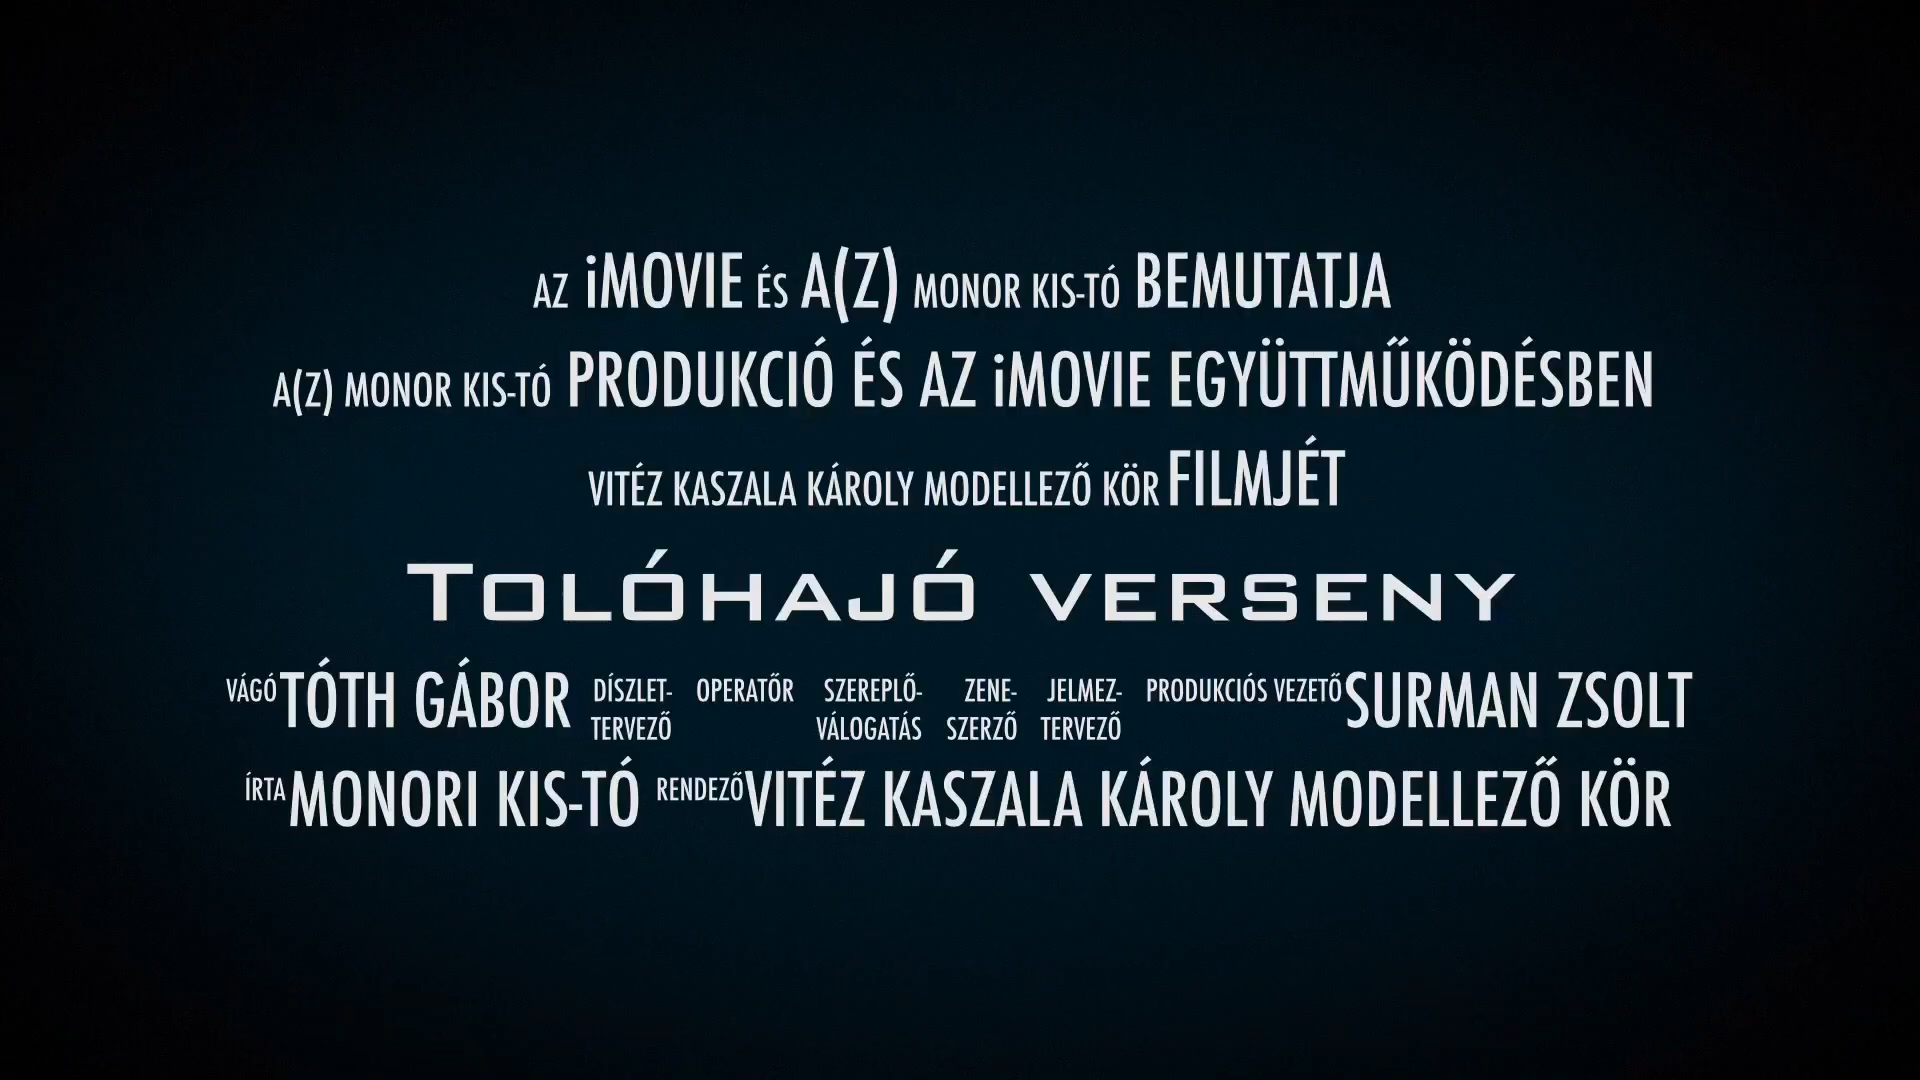 AZ iMOVIE ÉS A(Z) MONOR KIS-TÓ BEMUTATJA
A(Z) MONOR KIS-TÓ PRODUKCIÓ ÉS AZ iMOVIE EGYÜTTMŰKÖDÉSBEN
VITÉZ KASZALA KÁROLY MODELLEZŐ KÖR FILMJÉT
TOLÓHAJÓ VERSENY
VÁGÓ TÓTH GÁBOR DÍSZLET-TERVEZŐ OPERATŐR SZEREPLŐ-VÁLOGATÁS ZENE-SZERZŐ JELMEZ-TERVEZŐ PRODUKCIÓS VEZETŐ SURMAN ZSOLT
ÍRTA MONORI KIS-TÓ RENDEZŐ VITÉZ KASZALA KÁROLY MODELLEZŐ KÖR